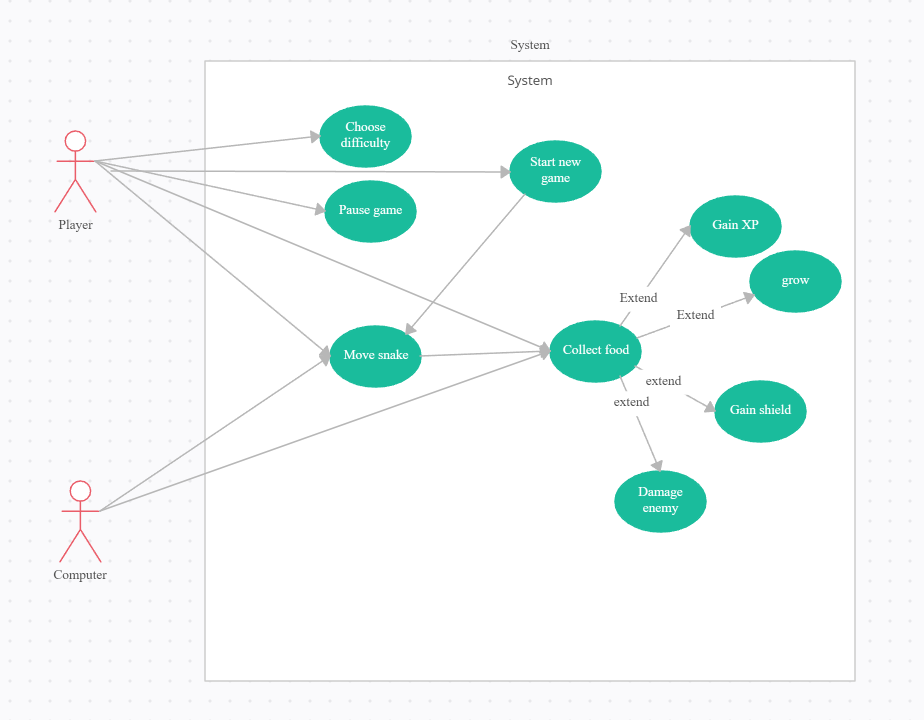 System
System
Choose
difficulty
Start new
game
Pause game
Player
Gain XP
grow
Extend
Extend
Move snake
Collect food
extend
extend
Gain shield
Damage
enemy
Computer